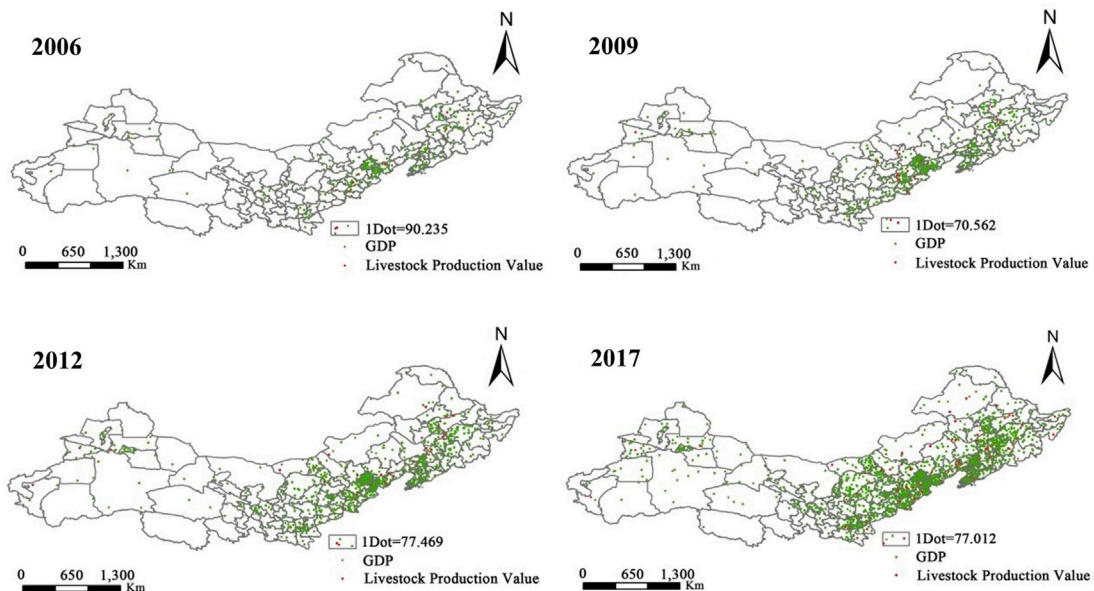 2006
N
1Dot=90.235
GDP
Livestock Production Value
0 650 1,300
Km
2009
N
1Dot=70.562
GDP
Livestock Production Value
0 650 1,300
Km
2012
N
1Dot=77.469
GDP
Livestock Production Value
0 650 1,300
Km
2017
N
1Dot=77.012
GDP
Livestock Production Value
0 650 1,300
Km